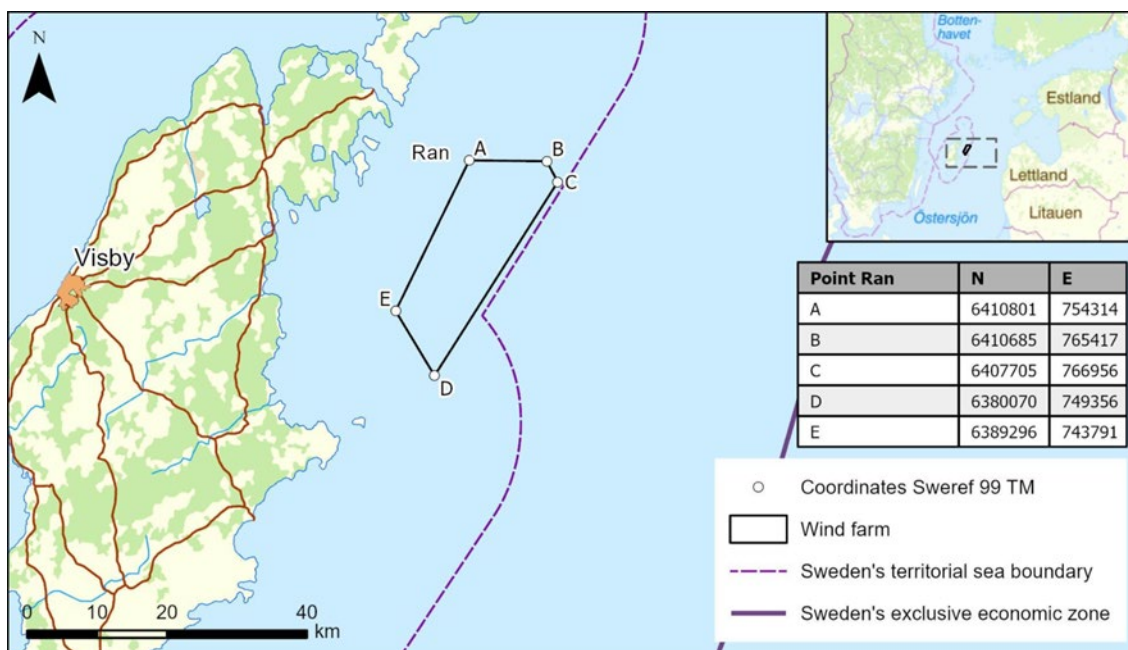 N
Ran
A
B
C
E
D
Visby
0 10 20 40
km
Botten-
havet
Estland
Lettland
Litauen
Östersjön
Point Ran N E
A 6410801 754314
B 6410685 765417
C 6407705 766956
D 6380070 749356
E 6389296 743791
Coordinates Sweref 99 TM
Wind farm
Sweden's territorial sea boundary
Sweden's exclusive economic zone